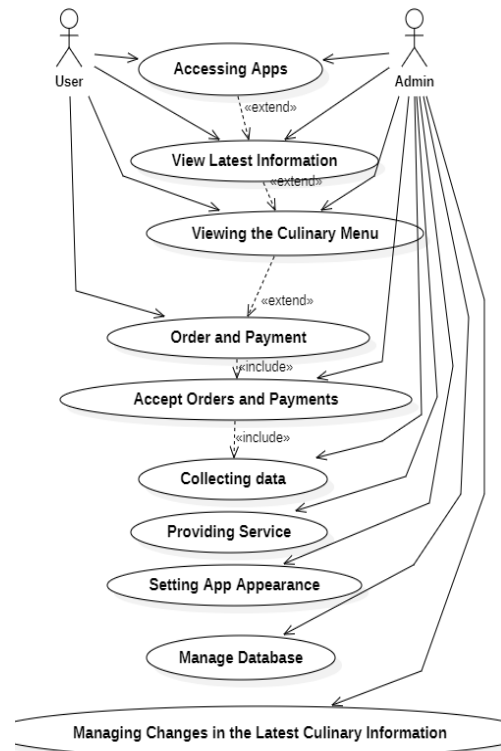 User
Admin
Accessing Apps
«extend»
View Latest Information
«extend»
Viewing the Culinary Menu
«extend»
Order and Payment
«include»
Accept Orders and Payments
«include»
Collecting data
Providing Service
Setting App Appearance
Manage Database
Managing Changes in the Latest Culinary Information